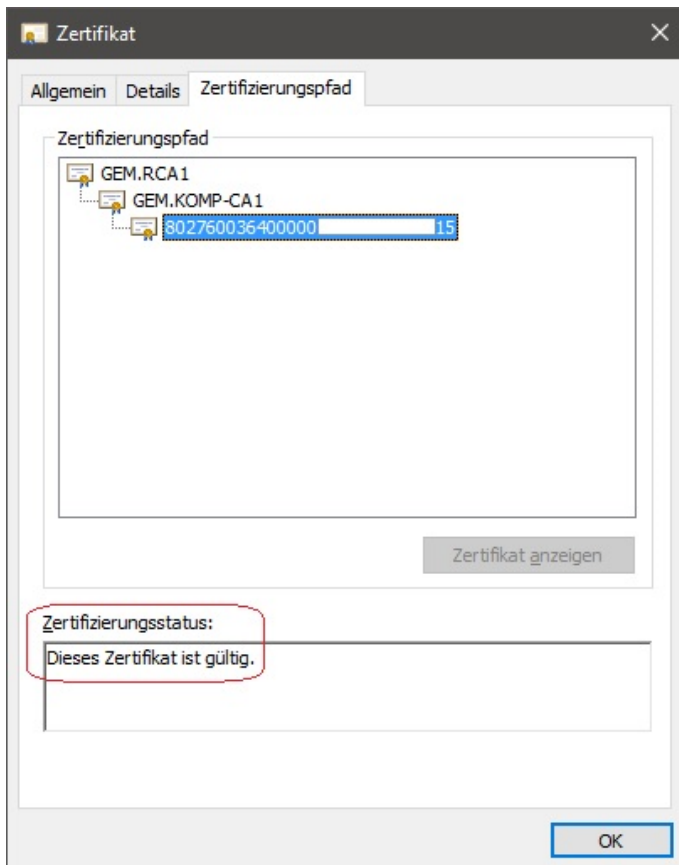 Zertifikat
Allgemein Details Zertifizierungspfad
Zertifizierungspfad
GEM.RCA1
GEM.KOMP-CA1
802760036400000 15
Zertifikat anzeigen
Zertifizierungsstatus:
Dieses Zertifikat ist gültig.
OK